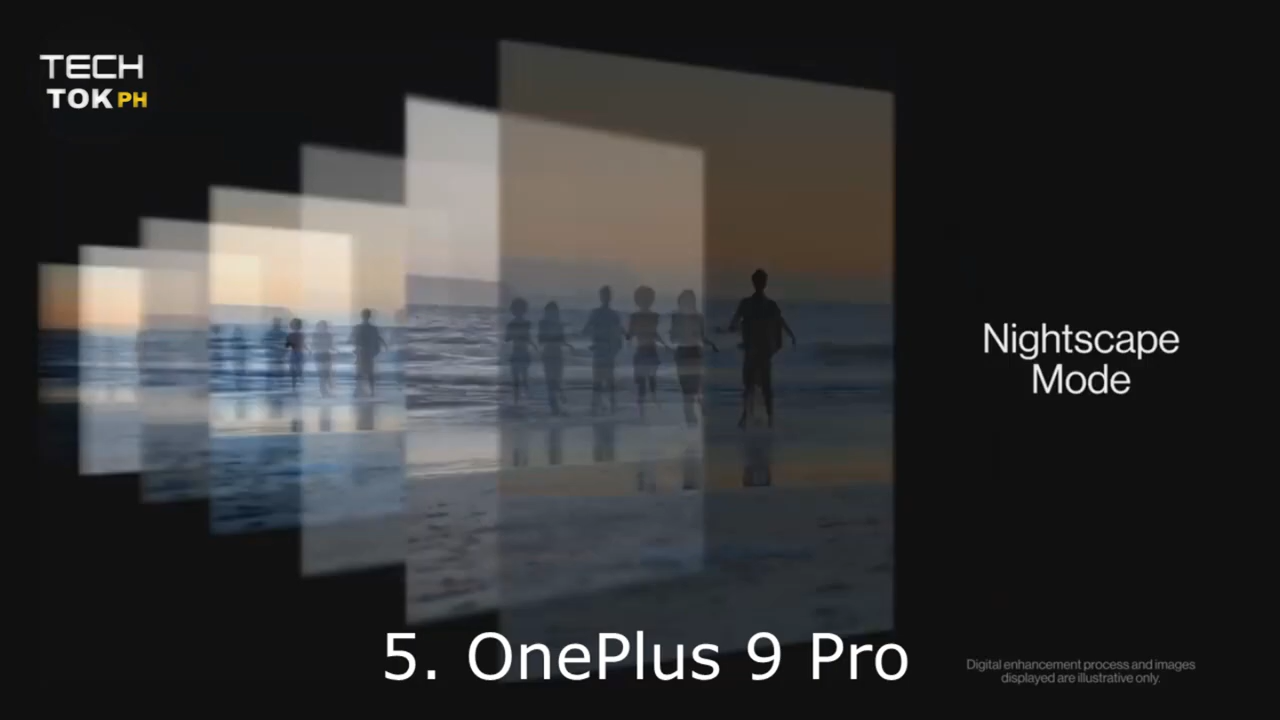 TECH
TOK PH
Nightscape
Mode
5. OnePlus 9 Pro
Digital enhancement process and images
displayed are illustrative only.